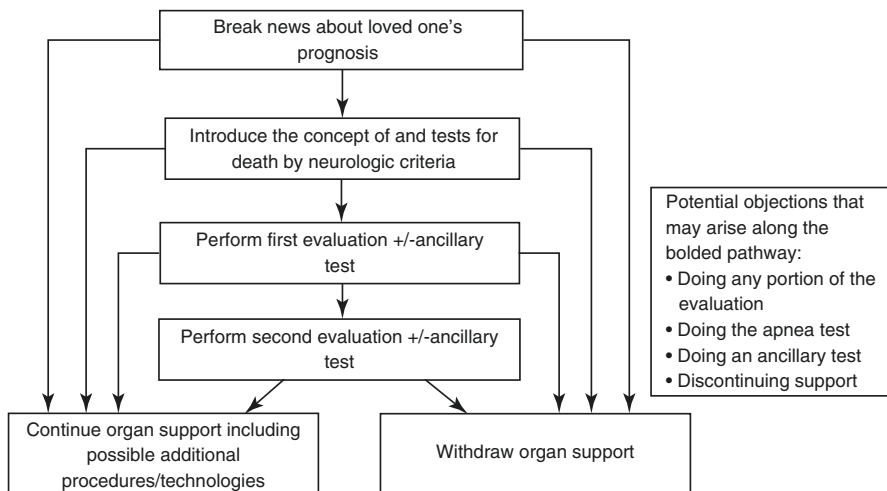 Break news about loved one's
prognosis
Introduce the concept of and tests for
death by neurologic criteria
Perform first evaluation +/-ancillary
test
Perform second evaluation +/-ancillary
test
Continue organ support including
possible additional
procedures/technologies
Withdraw organ support
Potential objections that
may arise along the
bolded pathway:
• Doing any portion of the
evaluation
• Doing the apnea test
• Doing an ancillary test
• Discontinuing support